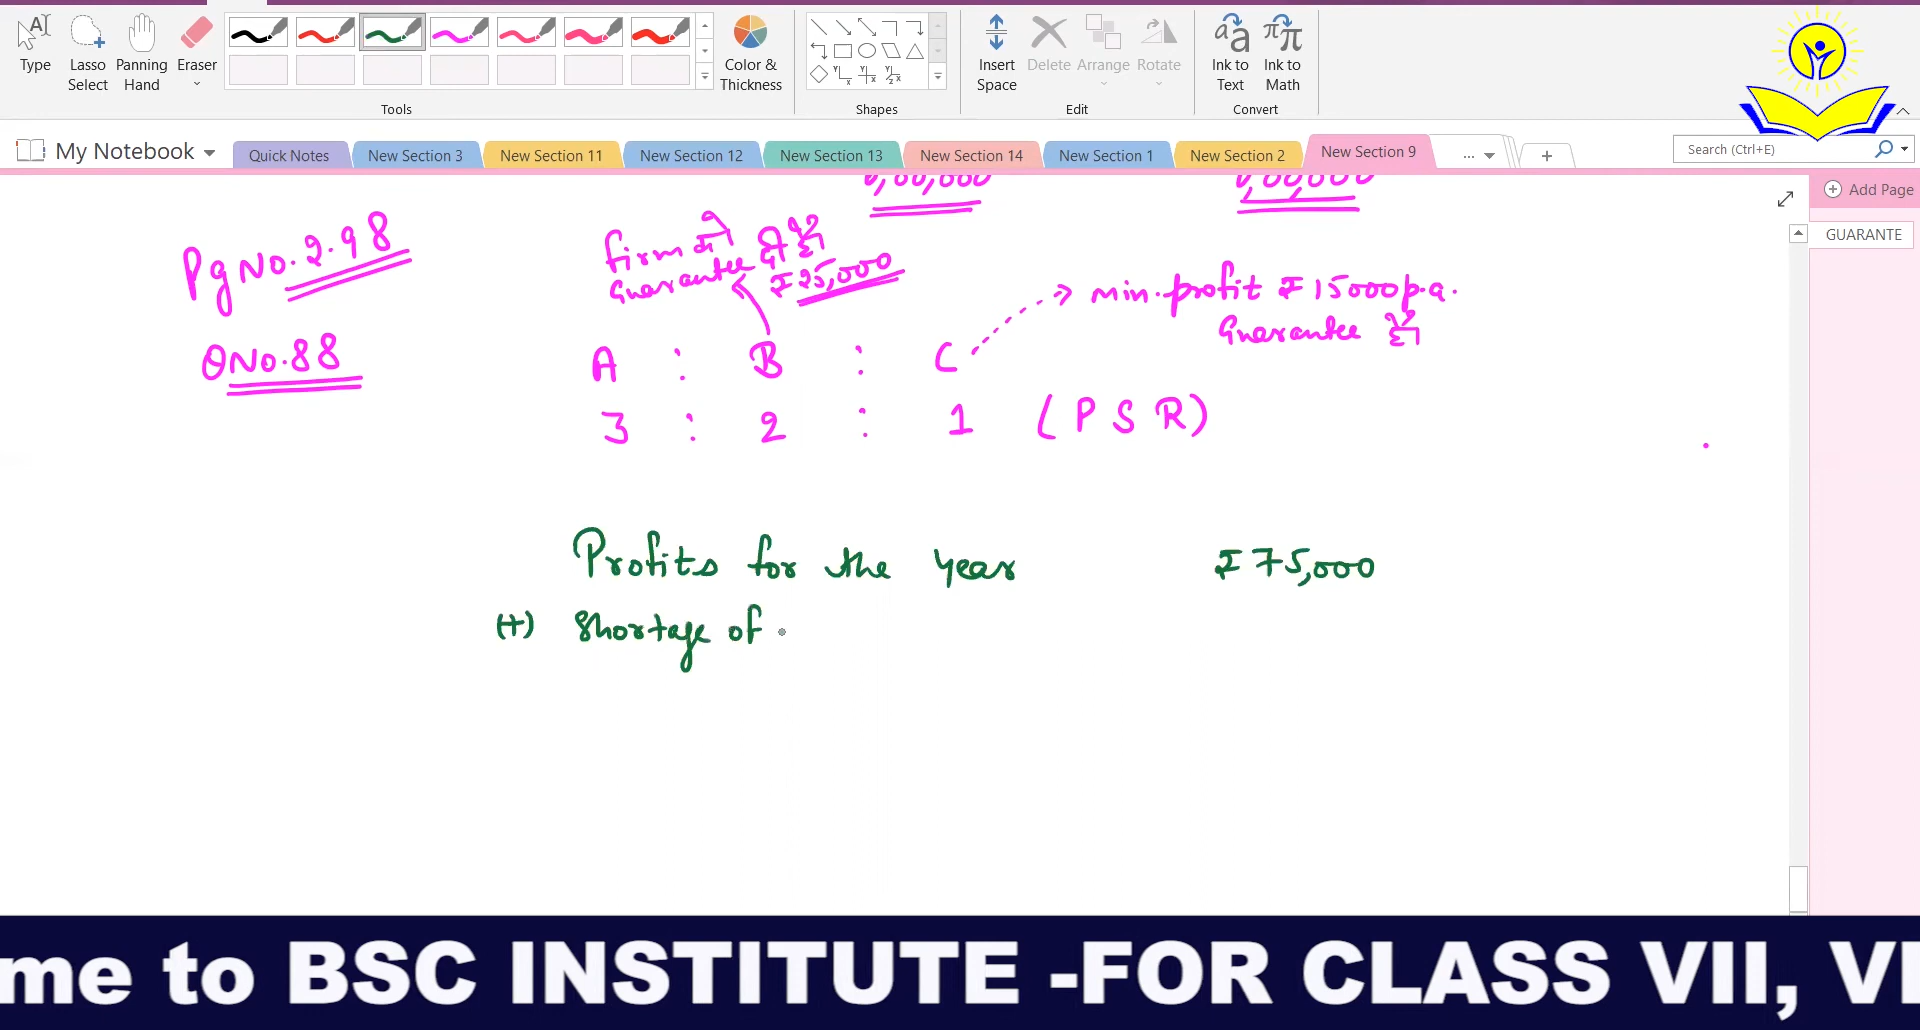 Type
Lasso Select
Panning Hand
Eraser
Color & Thickness
Insert Space
Delete
Arrange
Rotate
Ink to Text
Ink to Math
Tools
Shapes
Edit
Convert
My Notebook
Quick Notes
New Section 3
New Section 11
New Section 12
New Section 13
New Section 14
New Section 1
New Section 2
New Section 9
...
Search (Ctrl+E)
Add Page
GUARANTE
Pg No. 2.98
firm को
Guarantee
₹ 25,000
min. profit ₹ 15000 p.a.
Guarantee
QNo. 88
A : B : C
3 : 2 : 1 (P S R)
Profits for the year ₹ 75,000
(+) Shortage of
me to BSC INSTITUTE -FOR CLASS VII, VI